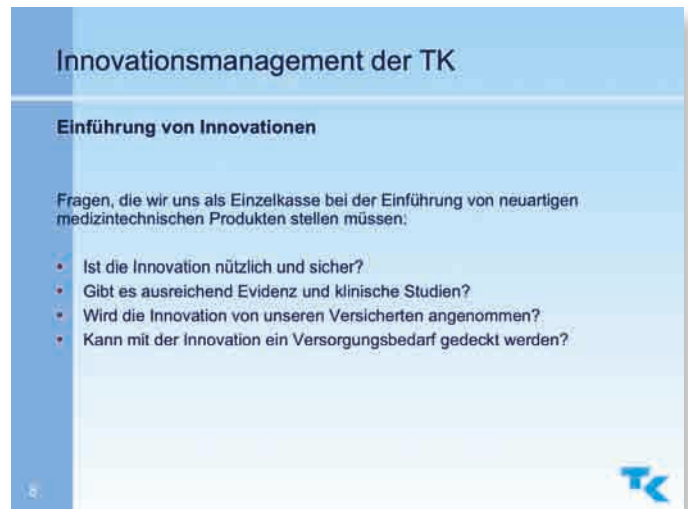 Innovationsmanagement der TK
Einführung von Innovationen
Fragen, die wir uns als Einzelkasse bei der Einführung von neuartigen
medizintechnischen Produkten stellen müssen:
• Ist die Innovation nützlich und sicher?
• Gibt es ausreichend Evidenz und klinische Studien?
• Wird die Innovation von unseren Versicherten angenommen?
• Kann mit der Innovation ein Versorgungsbedarf gedeckt werden?
TK